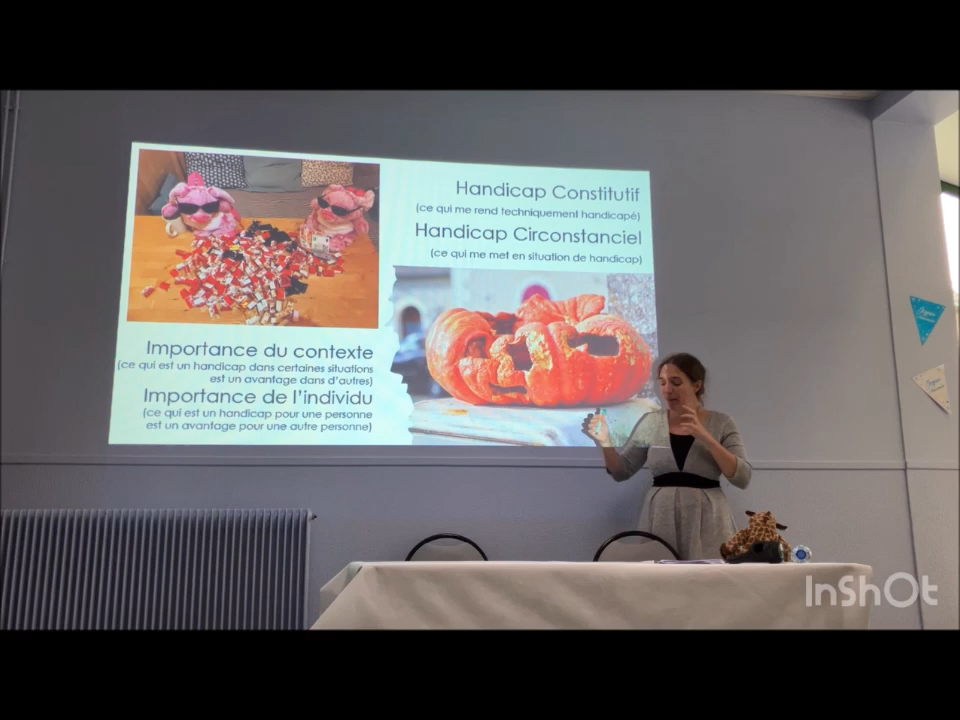 Handicap Constitutif
(ce qui me rend techniquement handicapé)
Handicap Circonstanciel
(ce qui me met en situation de handicap)
Importance du contexte
(ce qui est un handicap dans certaines situations
est un avantage dans d'autres)
Importance de l'individu
(ce qui est un handicap pour une personne
est un avantage pour une autre personne)
InShOt